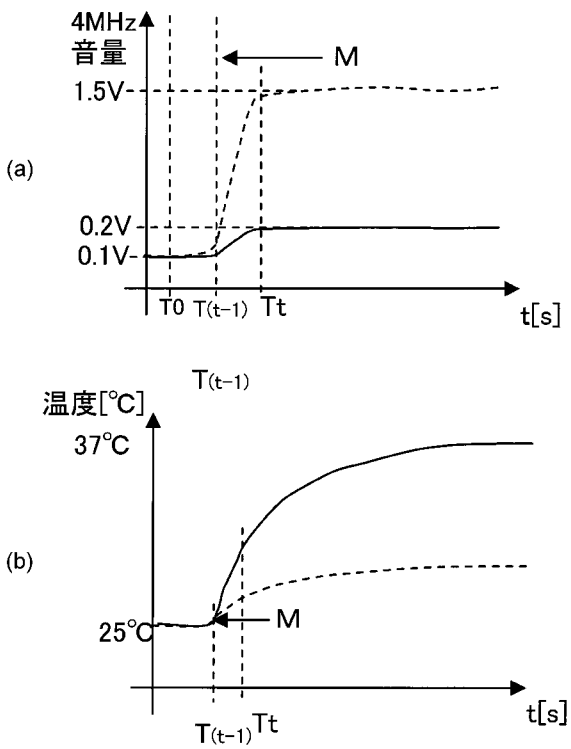 4MHz
音量
M
1.5V
(a)
0.2V
0.1V
T0 T(t-1) Tt
t[s]
T(t-1)
温度[℃]
37℃
(b)
M
25℃
t[s]
T(t-1) Tt